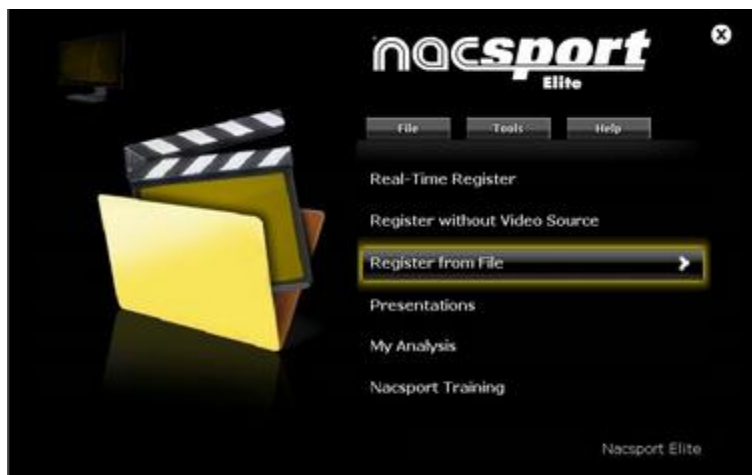 nacsport
Elite
File Tools Help
Real-Time Register
Register without Video Source
Register from File
Presentations
My Analysis
Nacsport Training
Nacsport Elite